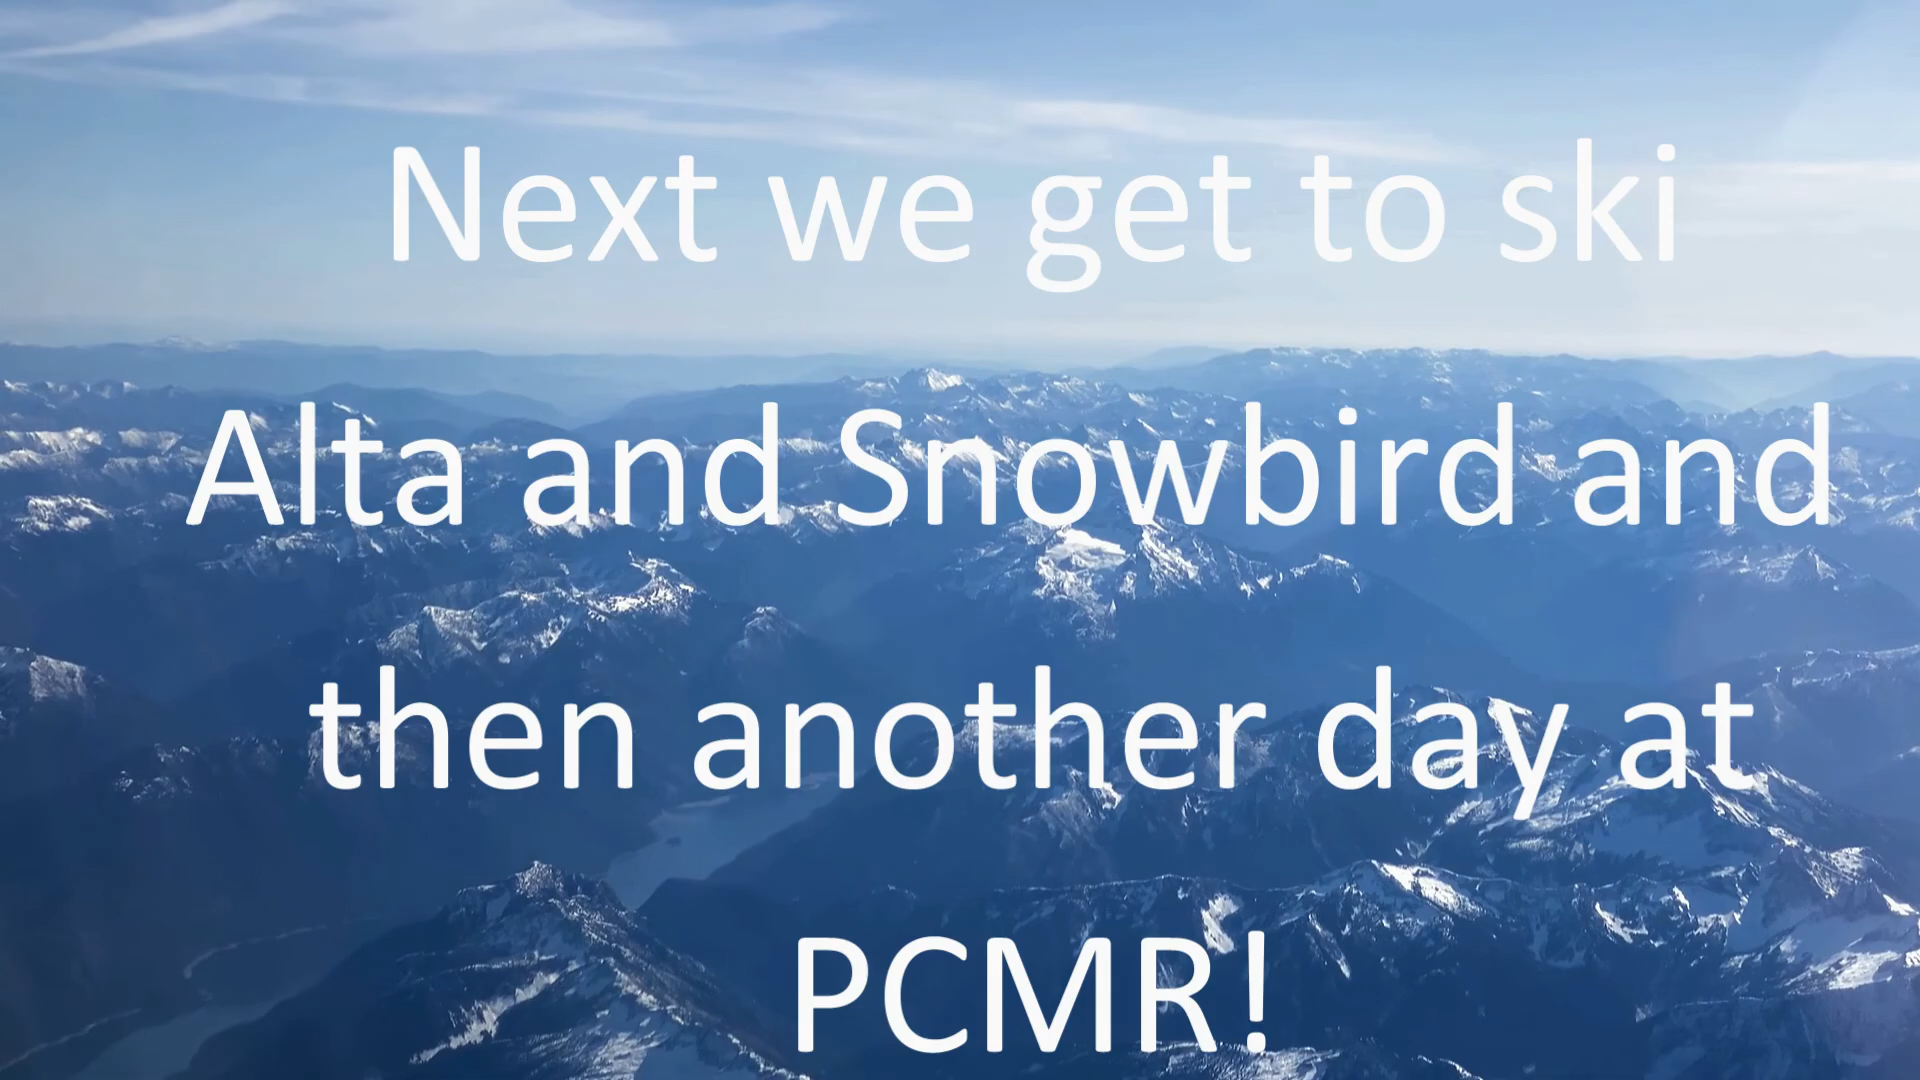 Next we get to ski
Alta and Snowbird and
then another day at
PCMR!